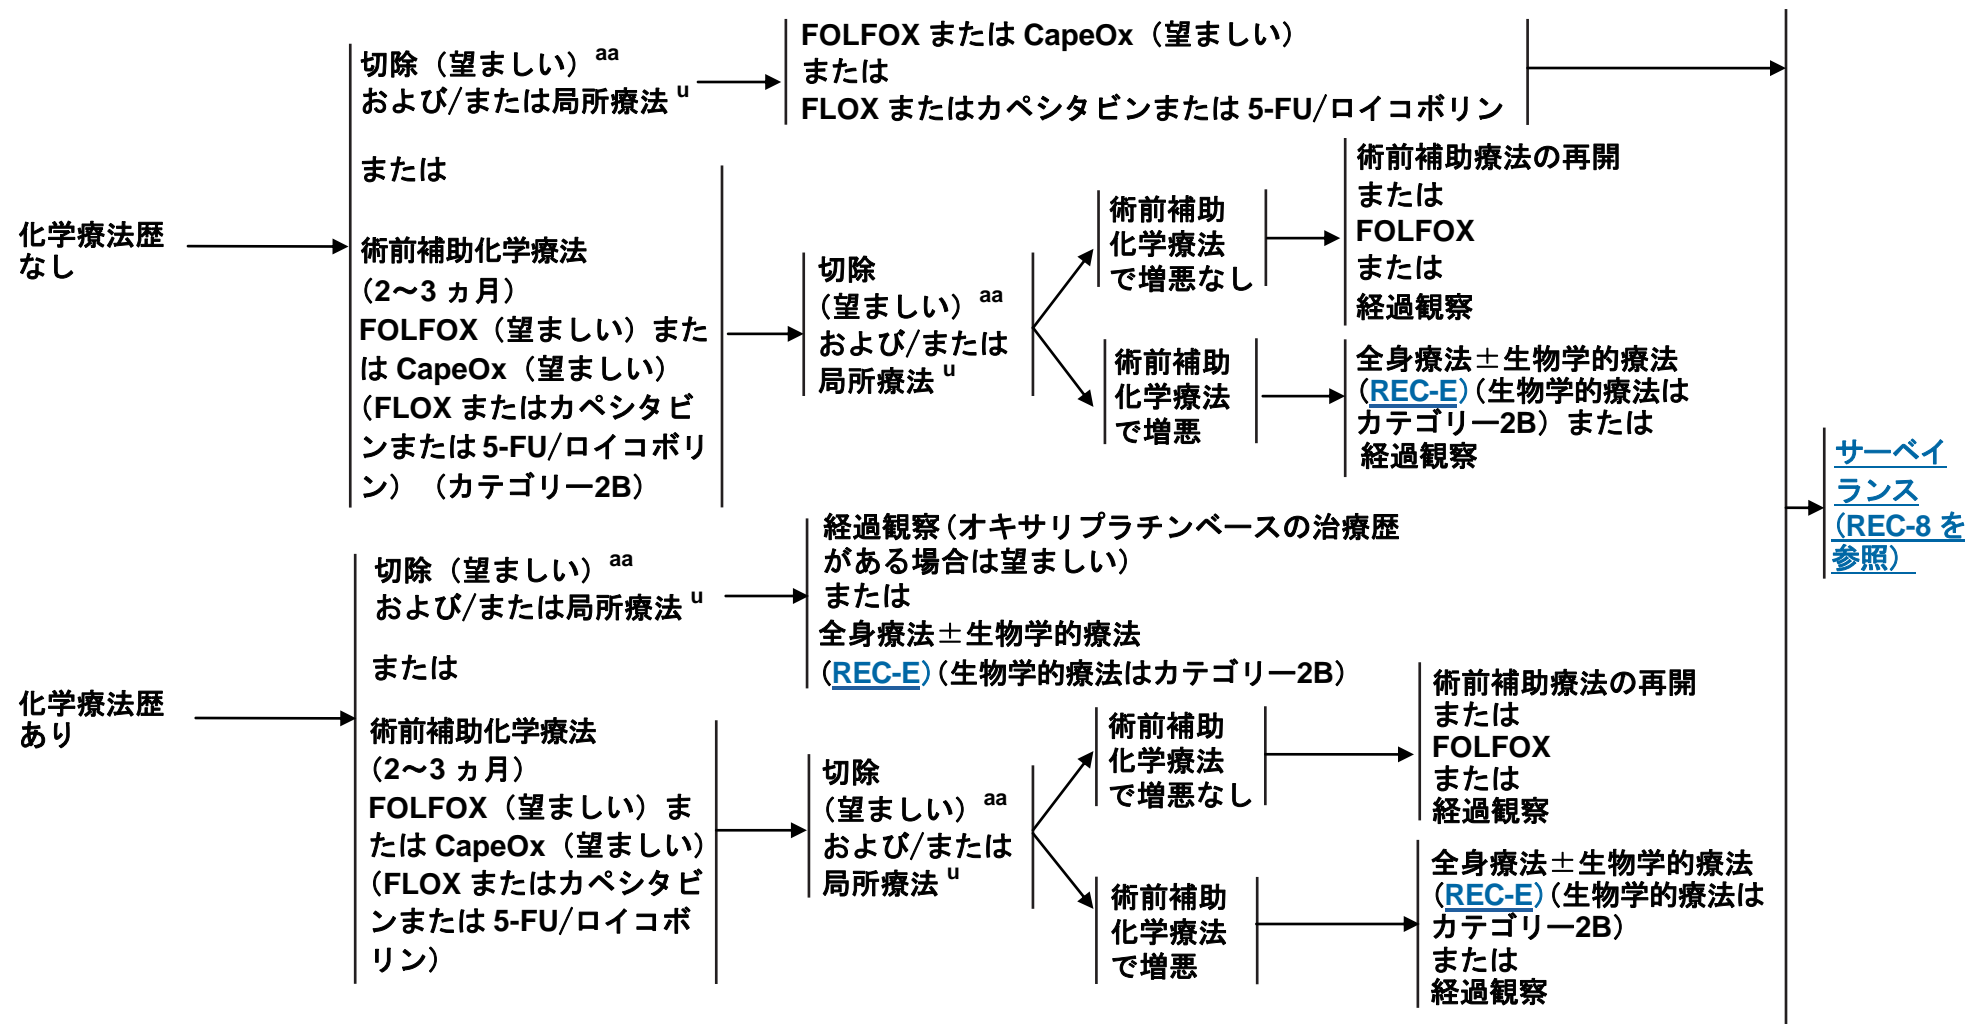 化学療法歴
なし
切除（望ましい）aa
および/または局所療法 u
または
術前補助化学療法
（2～3 ヵ月）
FOLFOX（望ましい）また
は CapeOx（望ましい）
（FLOX またはカペシタビ
ンまたは 5-FU/ロイコボリ
ン）（カテゴリー2B）
FOLFOX または CapeOx（望ましい）
または
FLOX またはカペシタビンまたは 5-FU/ロイコボリン
切除
（望ましい）aa
および/または
局所療法 u
術前補助
化学療法
で増悪なし
術前補助療法の再開
または
FOLFOX
または
経過観察
術前補助
化学療法
で増悪
全身療法±生物学的療法
（REC-E）（生物学的療法は
カテゴリー2B）または
経過観察
化学療法歴
あり
切除（望ましい）aa
および/または局所療法 u
または
術前補助化学療法
（2～3 ヵ月）
FOLFOX（望ましい）ま
たは CapeOx（望ましい）
（FLOX またはカペシタビ
ンまたは 5-FU/ロイコボ
リン）
経過観察（オキサリプラチンベースの治療歴
がある場合は望ましい）
または
全身療法±生物学的療法
（REC-E）（生物学的療法はカテゴリー2B）
切除
（望ましい）aa
および/または
局所療法 u
術前補助
化学療法
で増悪なし
術前補助療法の再開
または
FOLFOX
または
経過観察
術前補助
化学療法
で増悪
全身療法±生物学的療法
（REC-E）（生物学的療法は
カテゴリー2B）
または
経過観察
サーベイ
ランス
（REC-8 を
参照）